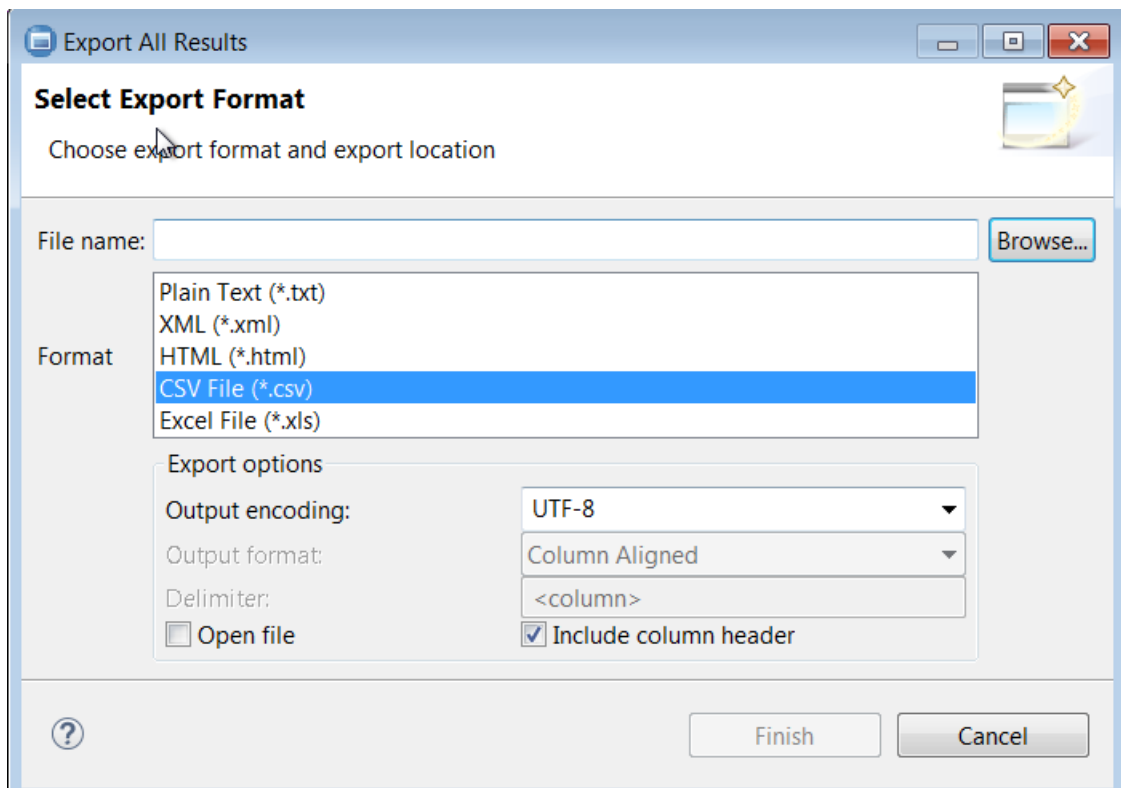 Export All Results
Select Export Format
Choose export format and export location
File name:
Browse...
Plain Text (*.txt)
XML (*.xml)
Format
HTML (*.html)
CSV File (*.csv)
Excel File (*.xls)
Export options
Output encoding:
UTF-8
Output format:
Column Aligned
Delimiter:
<column>
Open file
Include column header
?
Finish
Cancel